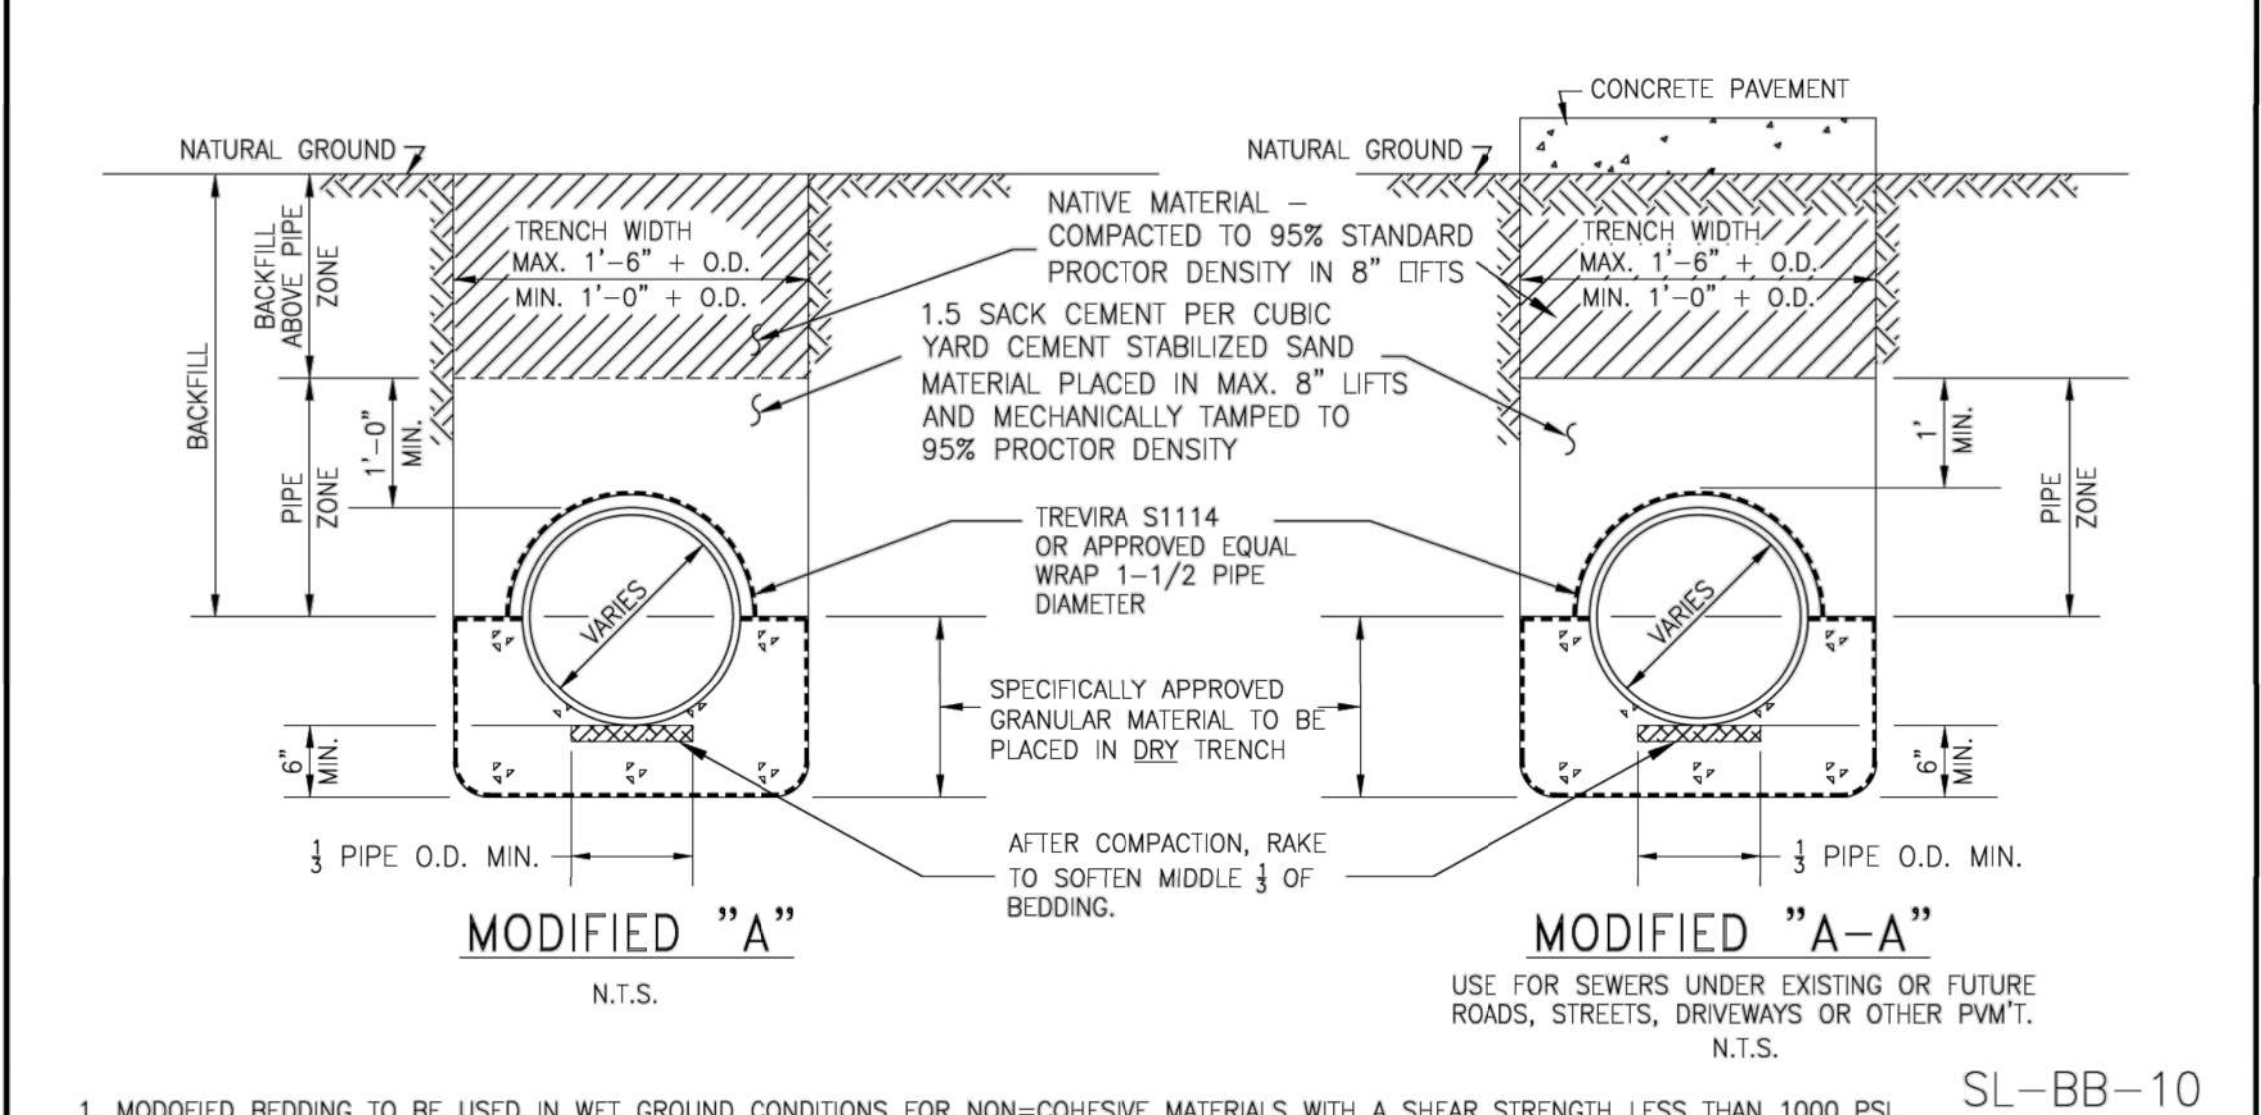 CONCRETE PAVEMENT
NATURAL GROUND
NATURAL GROUND
BACKFILL
BACKFILL
ABOVE PIPE
ZONE
TRENCH WIDTH
MAX. 1'-6" + O.D.
MIN. 1'-0" + O.D.
NATIVE MATERIAL -
COMPACTED TO 95% STANDARD
PROCTOR DENSITY IN 8" LIFTS
TRENCH WIDTH
MAX. 1'-6" + O.D.
MIN. 1'-0" + O.D.
1.5 SACK CEMENT PER CUBIC
YARD CEMENT STABILIZED SAND
MATERIAL PLACED IN MAX. 8" LIFTS
AND MECHANICALLY TAMPED TO
95% PROCTOR DENSITY
PIPE
ZONE
1'-0"
MIN.
1'
MIN.
PIPE
ZONE
TREVIRA S1114
OR APPROVED EQUAL
WRAP 1-1/2 PIPE
DIAMETER
VARIES
VARIES
SPECIFICALLY APPROVED
GRANULAR MATERIAL TO BE
PLACED IN DRY TRENCH
6"
MIN.
6"
MIN.
1/3 PIPE O.D. MIN.
AFTER COMPACTION, RAKE
TO SOFTEN MIDDLE 1/3 OF
BEDDING.
1/3 PIPE O.D. MIN.
MODIFIED "A"
N.T.S.
MODIFIED "A-A"
USE FOR SEWERS UNDER EXISTING OR FUTURE
ROADS, STREETS, DRIVEWAYS OR OTHER PVM'T.
N.T.S.
SL-BB-10
1. MODOFIED BEDDING TO BE USED IN WET GROUND CONDITIONS FOR NON=COHESIVE MATERIALS WITH A SHEAR STRENGTH LESS THAN 1000 PSI